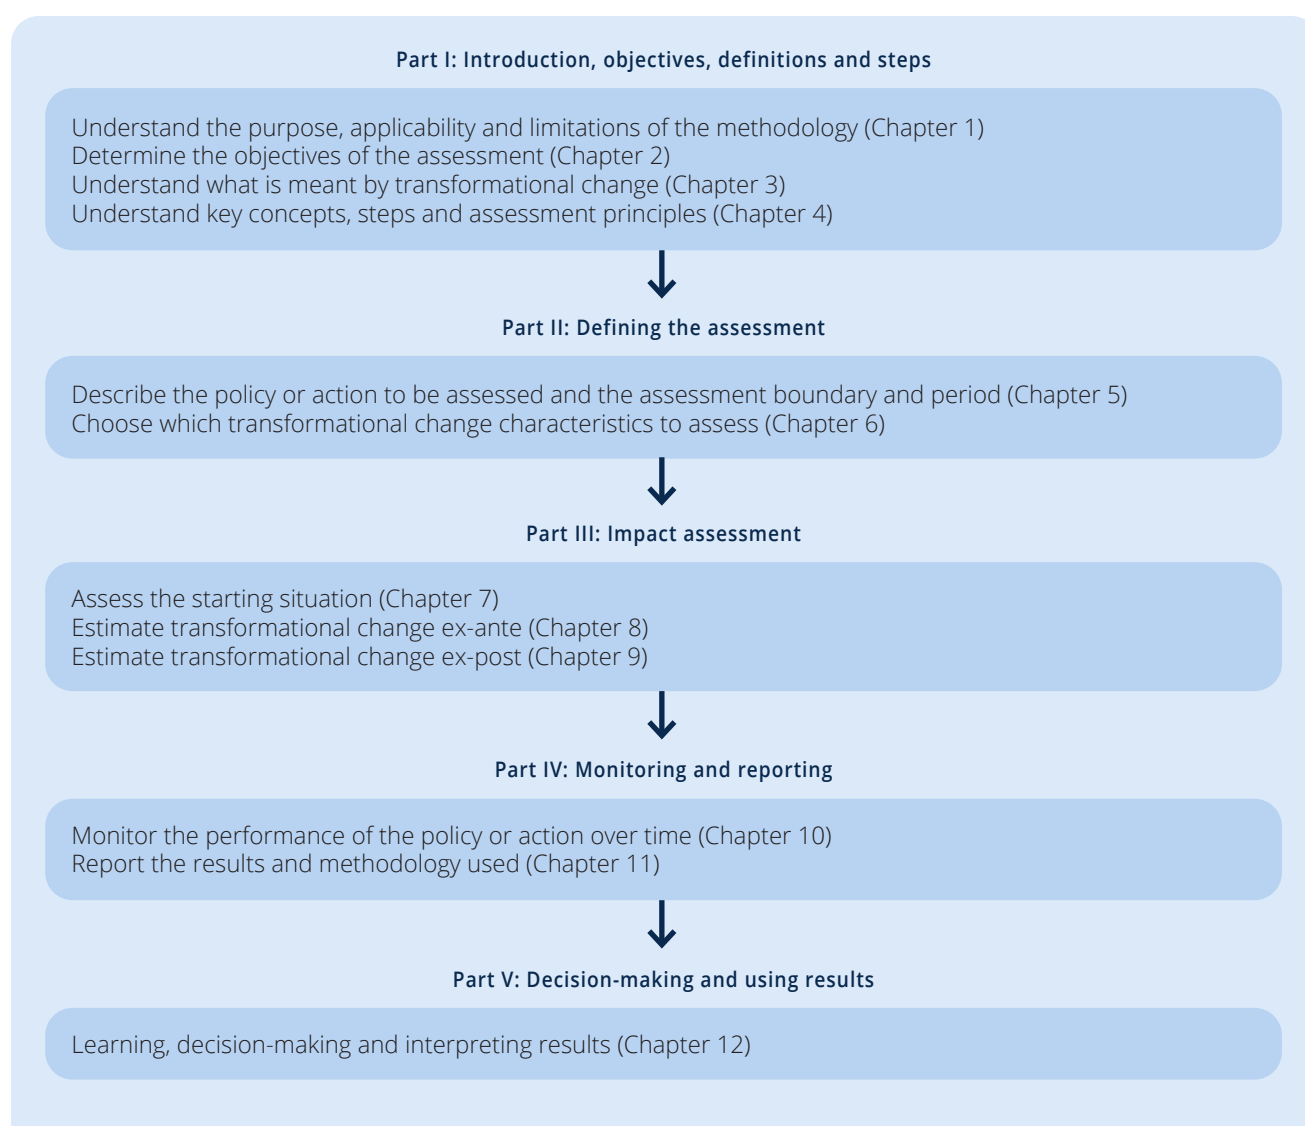 Part I: Introduction, objectives, definitions and steps
Understand the purpose, applicability and limitations of the methodology (Chapter 1)
Determine the objectives of the assessment (Chapter 2)
Understand what is meant by transformational change (Chapter 3)
Understand key concepts, steps and assessment principles (Chapter 4)
Part II: Defining the assessment
Describe the policy or action to be assessed and the assessment boundary and period (Chapter 5)
Choose which transformational change characteristics to assess (Chapter 6)
Part III: Impact assessment
Assess the starting situation (Chapter 7)
Estimate transformational change ex-ante (Chapter 8)
Estimate transformational change ex-post (Chapter 9)
Part IV: Monitoring and reporting
Monitor the performance of the policy or action over time (Chapter 10)
Report the results and methodology used (Chapter 11)
Part V: Decision-making and using results
Learning, decision-making and interpreting results (Chapter 12)